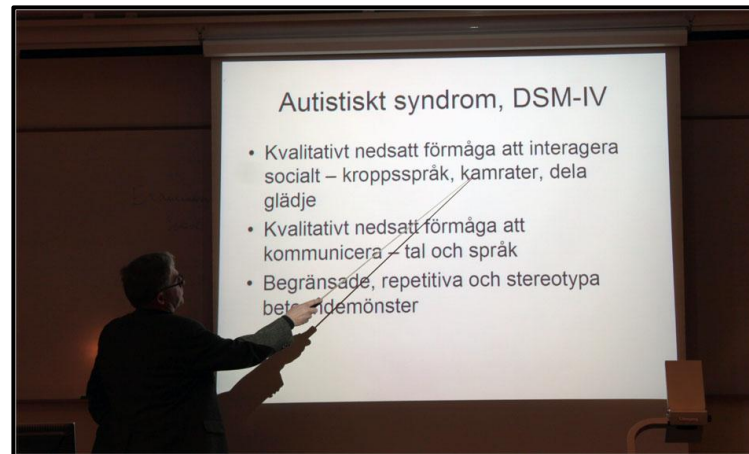 Autistiskt syndrom, DSM-IV
• Kvalitativt nedsatt förmåga att interagera
socialt – kroppsspråk, kamrater, dela
glädje
• Kvalitativt nedsatt förmåga att
kommunicera – tal och språk
• Begränsade, repetitiva och stereotypa
beteendemönster